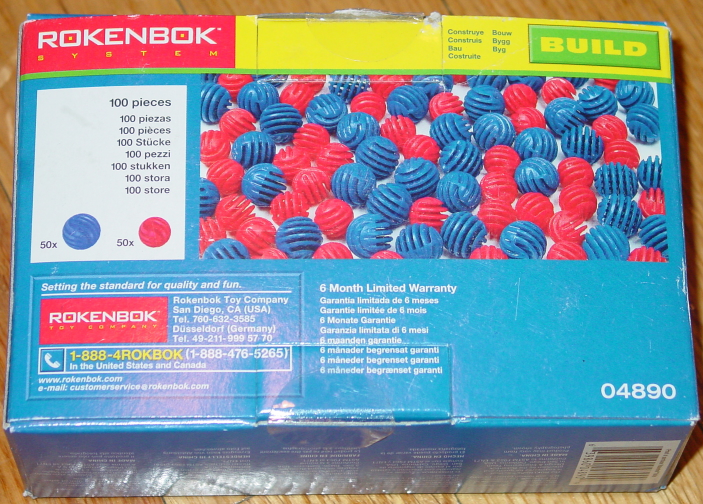 ROKENBOK®
SYSTEM
Construye Bouw
Construis Bygg
Bau Byg
Costruite
BUILD
100 pieces
100 piezas
100 pièces
100 Stücke
100 pezzi
100 stukken
100 stora
100 store
50x 50x
Setting the standard for quality and fun.
ROKENBOK®
TOY COMPANY
Rokenbok Toy Company
San Diego, CA (USA)
Tel. 760-632-3585
Düsseldorf (Germany)
Tel. 49-211-999 57 70
1-888-4ROKBOK (1-888-476-5265)
In the United States and Canada
www.rokenbok.com
e-mail: customerservice@rokenbok.com
6 Month Limited Warranty
Garantia limitada de 6 meses
Garantie limitée de 6 mois
6 Monate Garantie
Garanzia limitata di 6 mesi
6 maanden garantie
6 månader begrensat garanti
6 måneder begrenset garanti
6 måneder begrænset garanti
04890